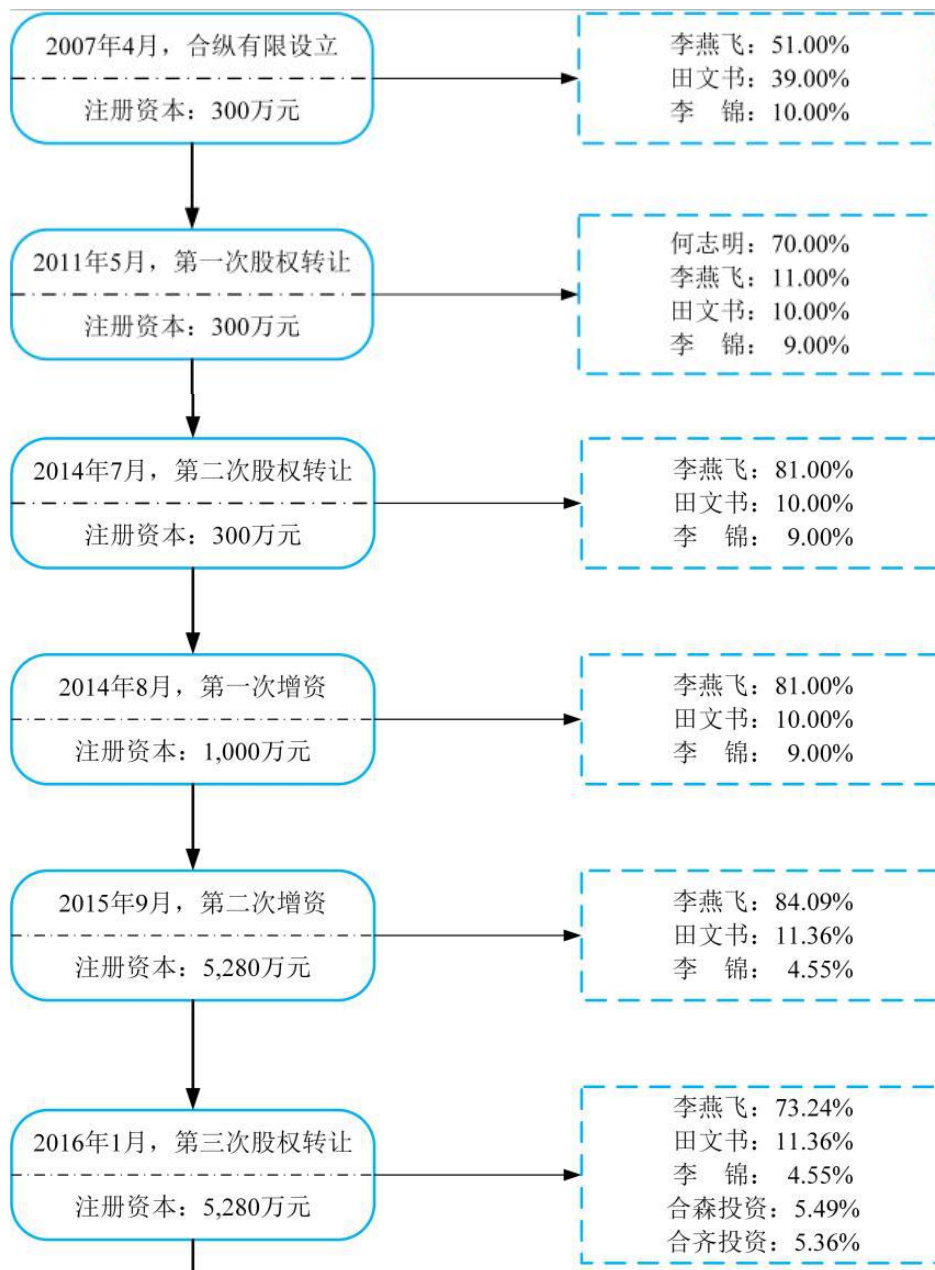 2007年4月，合纵有限设立
注册资本：300万元
李燕飞：51.00%
田文书：39.00%
李　锦：10.00%
2011年5月，第一次股权转让
注册资本：300万元
何志明：70.00%
李燕飞：11.00%
田文书：10.00%
李　锦： 9.00%
2014年7月，第二次股权转让
注册资本：300万元
李燕飞：81.00%
田文书：10.00%
李　锦： 9.00%
2014年8月，第一次增资
注册资本：1,000万元
李燕飞：81.00%
田文书：10.00%
李　锦： 9.00%
2015年9月，第二次增资
注册资本：5,280万元
李燕飞：84.09%
田文书：11.36%
李　锦： 4.55%
2016年1月，第三次股权转让
注册资本：5,280万元
李燕飞：73.24%
田文书：11.36%
李　锦： 4.55%
合森投资：5.49%
合齐投资：5.36%